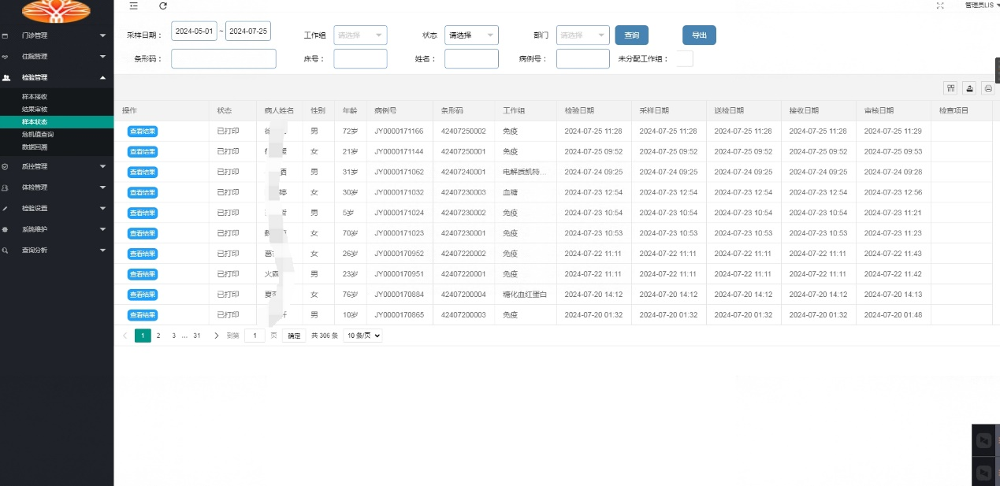 管理员LIS
采样日期： 2024-05-01 ~ 2024-07-25 工作组 请选择 状态 请选择 部门 请选择 查询 导出
条形码： 床号： 姓名： 病例号： 未分配工作组：
门诊管理
住院管理
检验管理
样本接收
结果审核
样本状态
危机值查询
数据回溯
质控管理
体检管理
检验设置
系统维护
查询分析
操作 状态 病人姓名 性别 年龄 病例号 条形码 工作组 检验日期 采样日期 送检日期 接收日期 审核日期 检查项目
查看结果 已打印 男 72岁 JY0000171166 42407250002 免疫 2024-07-25 11:28 2024-07-25 11:28 2024-07-25 11:28 2024-07-25 11:28 2024-07-25 11:29
查看结果 已打印 女 21岁 JY0000171144 42407250001 免疫 2024-07-25 09:52 2024-07-25 09:52 2024-07-25 09:52 2024-07-25 09:52 2024-07-25 09:53
查看结果 已打印 男 31岁 JY0000171062 42407240001 电解质凯特... 2024-07-24 09:25 2024-07-24 09:25 2024-07-24 09:25 2024-07-24 09:25 2024-07-24 09:28
查看结果 已打印 婷 女 30岁 JY0000171032 42407230003 血糖 2024-07-23 12:54 2024-07-23 12:54 2024-07-23 12:54 2024-07-23 12:54 2024-07-23 12:56
查看结果 已打印 男 5岁 JY0000171024 42407230002 免疫 2024-07-23 10:54 2024-07-23 10:54 2024-07-23 10:54 2024-07-23 10:54 2024-07-23 11:21
查看结果 已打印 女 70岁 JY0000171023 42407230001 免疫 2024-07-23 10:53 2024-07-23 10:53 2024-07-23 10:53 2024-07-23 10:53 2024-07-23 11:23
查看结果 已打印 葛 女 26岁 JY0000170952 42407220002 免疫 2024-07-22 11:11 2024-07-22 11:11 2024-07-22 11:11 2024-07-22 11:11 2024-07-22 11:43
查看结果 已打印 火森 男 23岁 JY0000170951 42407220001 免疫 2024-07-22 11:11 2024-07-22 11:11 2024-07-22 11:11 2024-07-22 11:11 2024-07-22 11:42
查看结果 已打印 夏 女 76岁 JY0000170884 42407200004 糖化血红蛋白 2024-07-20 14:12 2024-07-20 14:12 2024-07-20 14:12 2024-07-20 14:12 2024-07-20 14:13
查看结果 已打印 男 10岁 JY0000170865 42407200003 免疫 2024-07-20 01:32 2024-07-20 01:32 2024-07-20 01:32 2024-07-20 01:32 2024-07-20 01:48
1 2 3 ... 31 到第 1 页 确定 共 306 条 10 条/页